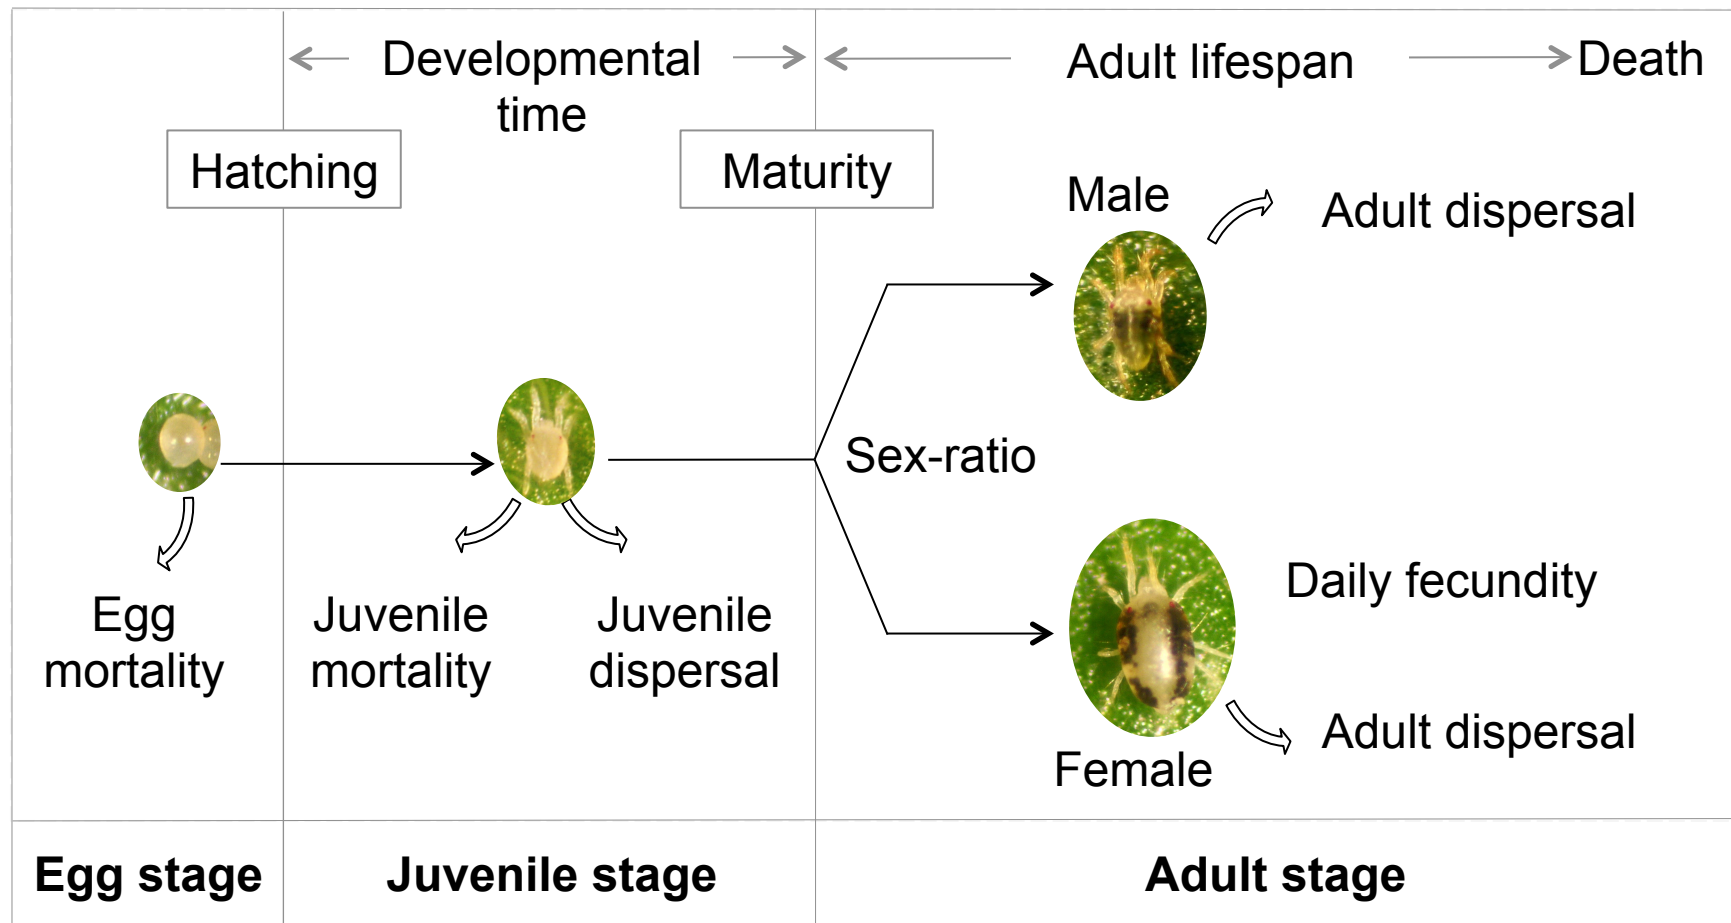 Developmental
time
Adult lifespan
Death
Hatching
Maturity
Male
Adult dispersal
Sex-ratio
Egg
mortality
Juvenile
mortality
Juvenile
dispersal
Daily fecundity
Adult dispersal
Female
Egg stage
Juvenile stage
Adult stage